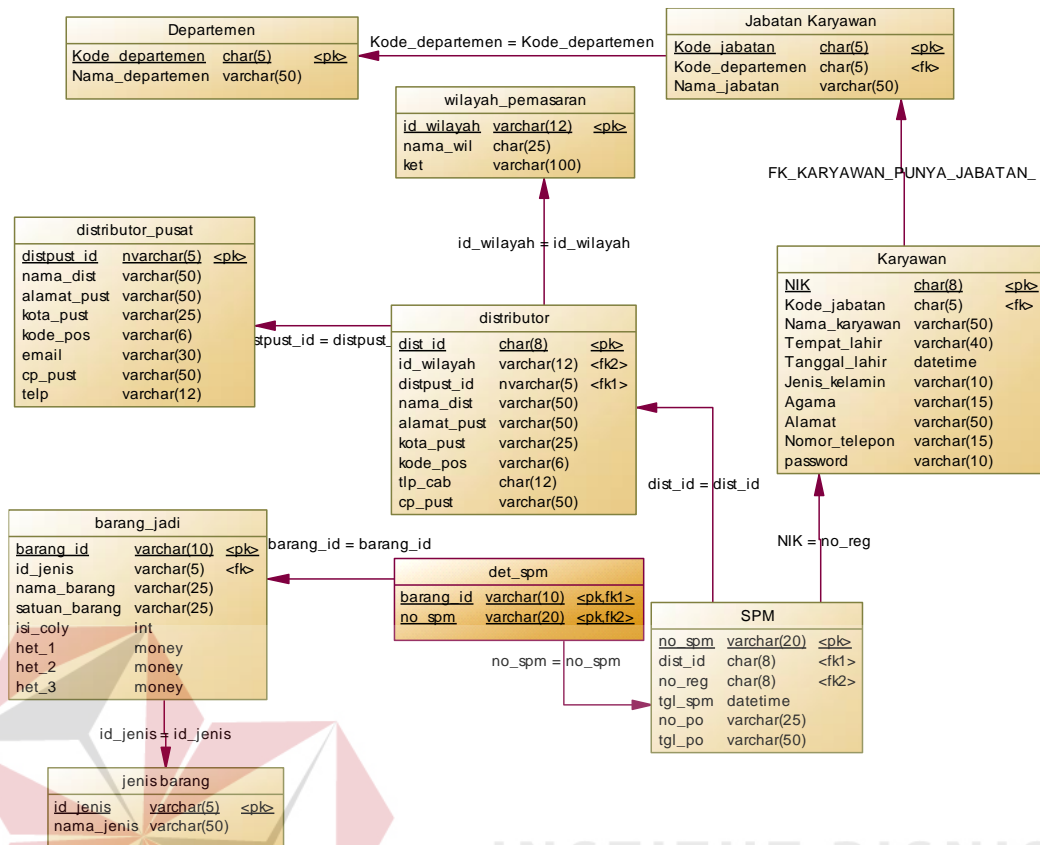 Departemen
Kode_departemen char(5) <pk>
Nama_departemen varchar(50)
Kode_departemen = Kode_departemen
Jabatan Karyawan
Kode_jabatan char(5) <pk>
Kode_departemen char(5) <fk>
Nama_jabatan varchar(50)
wilayah_pemasaran
id_wilayah varchar(12) <pk>
nama_wil char(25)
ket varchar(100)
FK_KARYAWAN_PUNYA_JABATAN_
id_wilayah = id_wilayah
distributor_pusat
distpust_id nvarchar(5) <pk>
nama_dist varchar(50)
alamat_pust varchar(50)
kota_pust varchar(25)
kode_pos varchar(6)
email varchar(30)
cp_pust varchar(50)
telp varchar(12)
stpust_id = distpust_
distributor
dist_id char(8) <pk>
id_wilayah varchar(12) <fk2>
distpust_id nvarchar(5) <fk1>
nama_dist varchar(50)
alamat_pust varchar(50)
kota_pust varchar(25)
kode_pos varchar(6)
tlp_cab char(12)
cp_pust varchar(50)
Karyawan
NIK char(8) <pk>
Kode_jabatan char(5) <fk>
Nama_karyawan varchar(50)
Tempat_lahir varchar(40)
Tanggal_lahir datetime
Jenis_kelamin varchar(10)
Agama varchar(15)
Alamat varchar(50)
Nomor_telepon varchar(15)
password varchar(10)
dist_id = dist_id
NIK = no_reg
barang_jadi
barang_id varchar(10) <pk>
id_jenis varchar(5) <fk>
nama_barang varchar(25)
satuan_barang varchar(25)
isi_coly int
het_1 money
het_2 money
het_3 money
barang_id = barang_id
det_spm
barang_id varchar(10) <pk,fk1>
no_spm varchar(20) <pk,fk2>
no_spm = no_spm
SPM
no_spm varchar(20) <pk>
dist_id char(8) <fk1>
no_reg char(8) <fk2>
tgl_spm datetime
no_po varchar(25)
tgl_po varchar(50)
id_jenis = id_jenis
jenis barang
id_jenis varchar(5) <pk>
nama_jenis varchar(50)